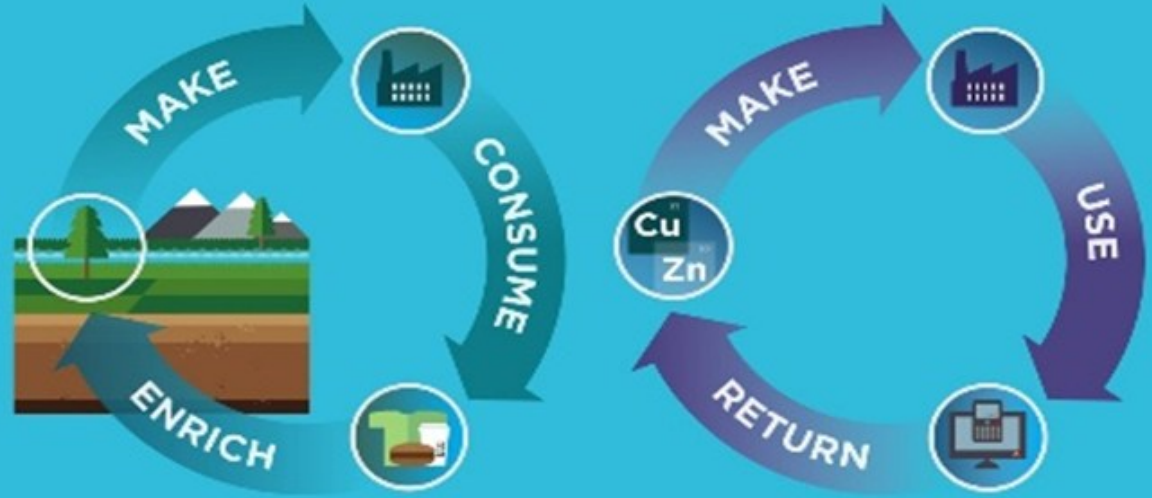 MAKE
CONSUME
ENRICH
MAKE
USE
RETURN
Cu
Zn